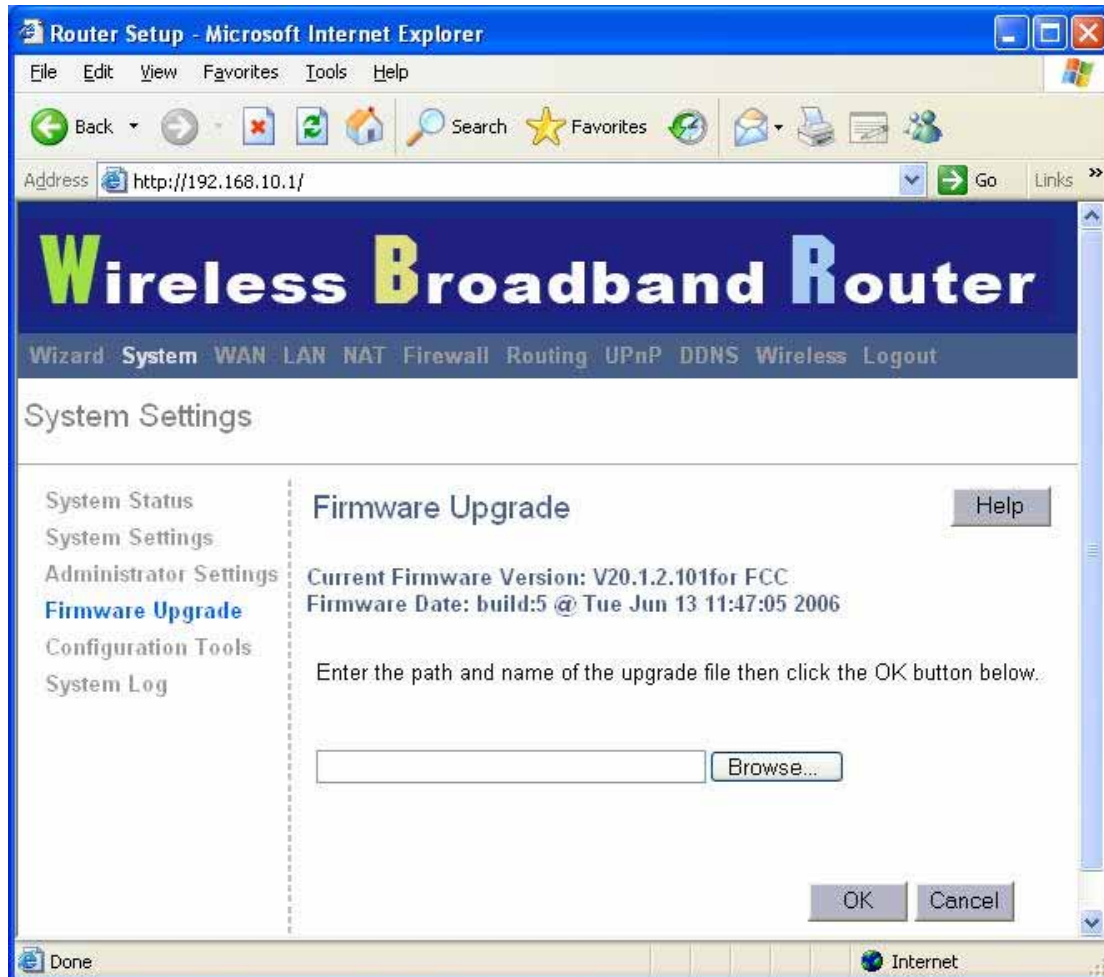 Router Setup - Microsoft Internet Explorer
File Edit View Favorites Tools Help
Back Search Favorites
Address http://192.168.10.1/ Go Links »
Wireless Broadband Router
Wizard System WAN LAN NAT Firewall Routing UPnP DDNS Wireless Logout
System Settings
System Status
System Settings
Administrator Settings
Firmware Upgrade
Configuration Tools
System Log
Firmware Upgrade Help
Current Firmware Version: V20.1.2.101for FCC
Firmware Date: build:5 @ Tue Jun 13 11:47:05 2006
Enter the path and name of the upgrade file then click the OK button below.
Browse...
OK Cancel
Done Internet